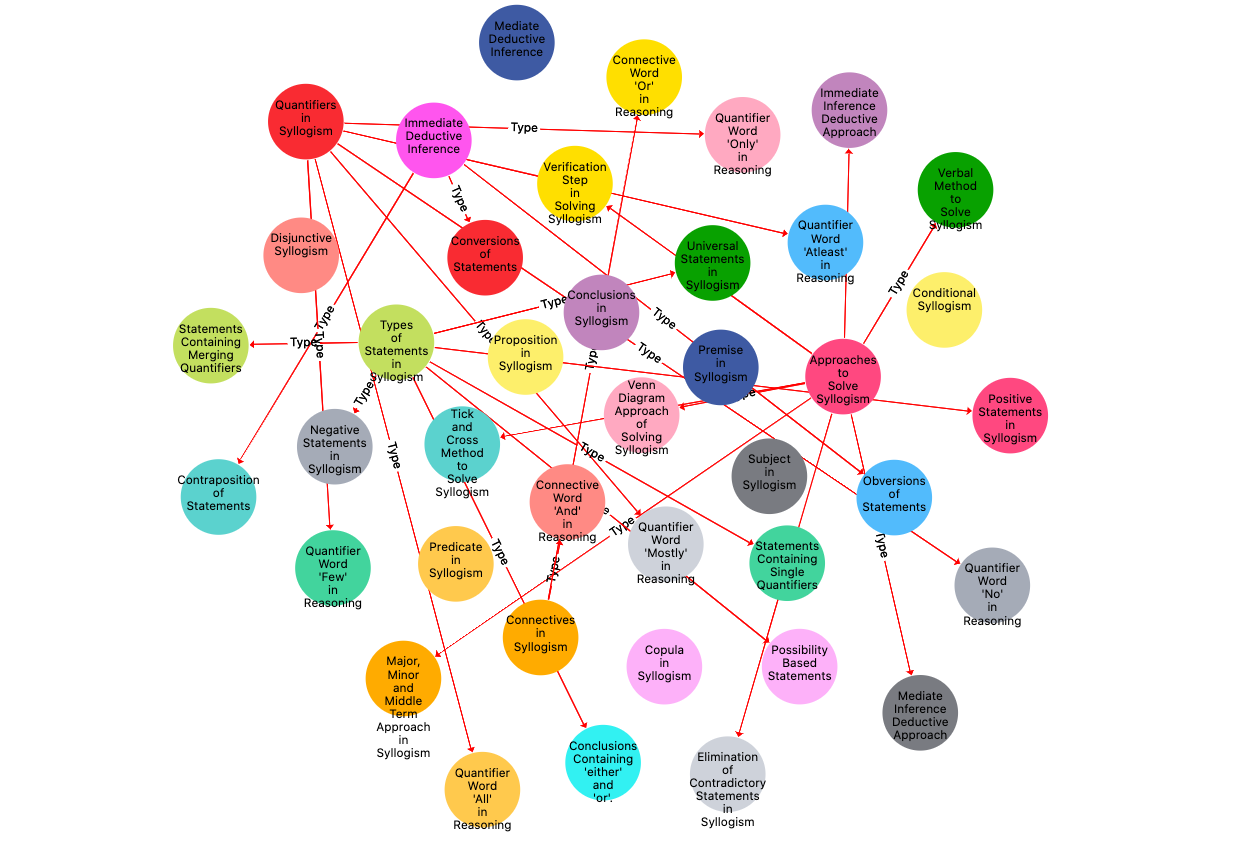 Mediate
Deductive
Inference
Connective
Word
'Or'
in
Reasoning
Immediate
Inference
Deductive
Approach
Quantifiers
in
Syllogism
Immediate
Deductive
Inference
Type
Quantifier
Word
'Only'
in
Reasoning
Verification
Step
in
Solving
Syllogism
Type
Verbal
Method
to
Solve
Syllogism
Disjunctive
Syllogism
Conversions
of
Statements
Universal
Statements
in
Syllogism
Quantifier
Word
'Atleast'
in
Reasoning
Type
Conditional
Syllogism
Statements
Containing
Merging
Quantifiers
Type
Type
Type
Types
of
Statements
in
Syllogism
Type
Conclusions
in
Syllogism
Type
Proposition
in
Syllogism
Type
Type
Type
Premise
in
Syllogism
Approaches
to
Solve
Syllogism
Type
Venn
Diagram
Approach
of
Solving
Syllogism
Positive
Statements
in
Syllogism
Negative
Statements
in
Syllogism
Tick
and
Cross
Method
to
Solve
Syllogism
Type
Type
Subject
in
Syllogism
Contraposition
of
Statements
Connective
Word
'And'
in
Reasoning
Obversions
of
Statements
Type
Quantifier
Word
'Mostly'
in
Reasoning
Type
Quantifier
Word
'Few'
in
Reasoning
Predicate
in
Syllogism
Type
Type
Statements
Containing
Single
Quantifiers
Quantifier
Word
'No'
in
Reasoning
Connectives
in
Syllogism
Major,
Minor
and
Middle
Term
Approach
in
Syllogism
Copula
in
Syllogism
Possibility
Based
Statements
Mediate
Inference
Deductive
Approach
Quantifier
Word
'All'
in
Reasoning
Conclusions
Containing
'either'
and
'or'.
Elimination
of
Contradictory
Statements
in
Syllogism